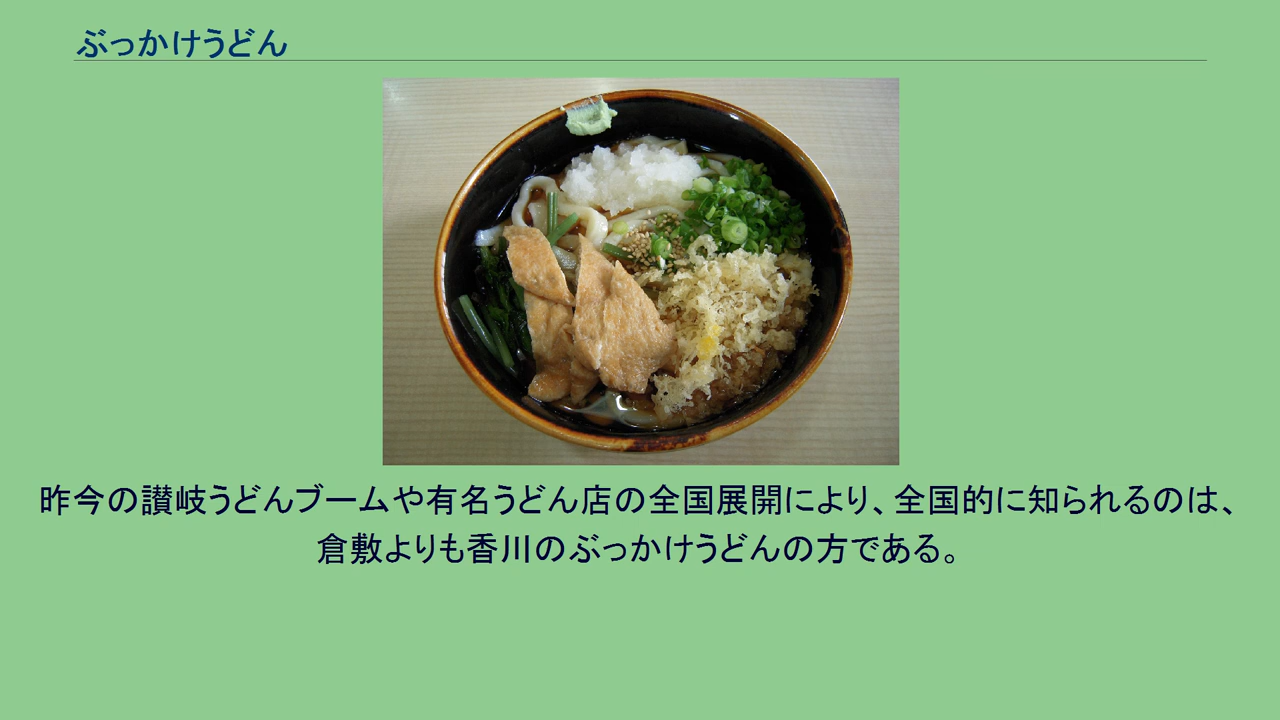 ぶっかけうどん
昨今の讃岐うどんブームや有名うどん店の全国展開により、全国的に知られるのは、
倉敷よりも香川のぶっかけうどんの方である。